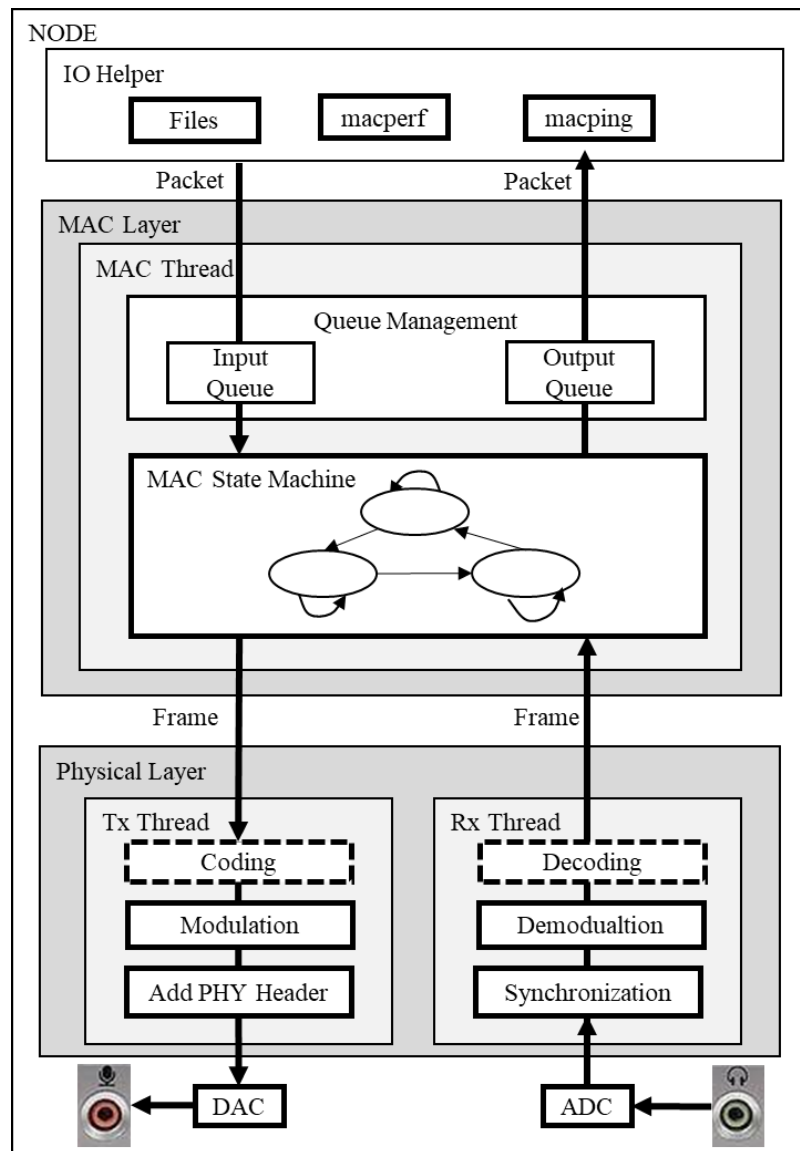 NODE
IO Helper
Files
macperf
macping
Packet
Packet
MAC Layer
MAC Thread
Queue Management
Input
Queue
Output
Queue
MAC State Machine
Frame
Frame
Physical Layer
Tx Thread
Rx Thread
Coding
Decoding
Modulation
Demodualtion
Add PHY Header
Synchronization
DAC
ADC